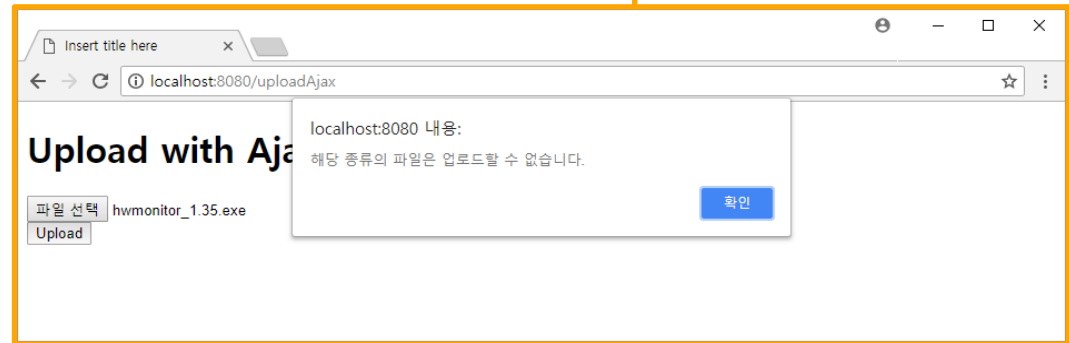 Insert title here
localhost:8080/uploadAjax
localhost:8080 내용:
해당 종류의 파일은 업로드할 수 없습니다.
확인
Upload with Aja
파일 선택 hwmonitor_1.35.exe
Upload